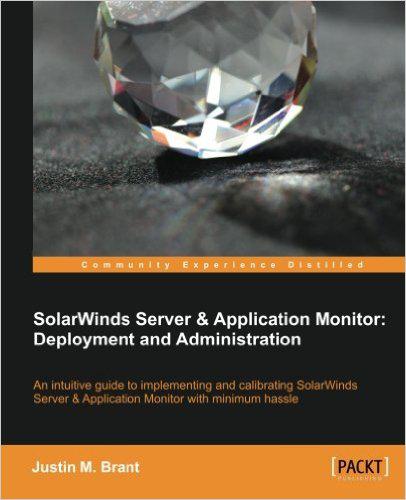 Community Experience Distilled
SolarWinds Server & Application Monitor:
Deployment and Administration
An intuitive guide to implementing and calibrating SolarWinds
Server & Application Monitor with minimum hassle
Justin M. Brant
[PACKT]
PUBLISHING